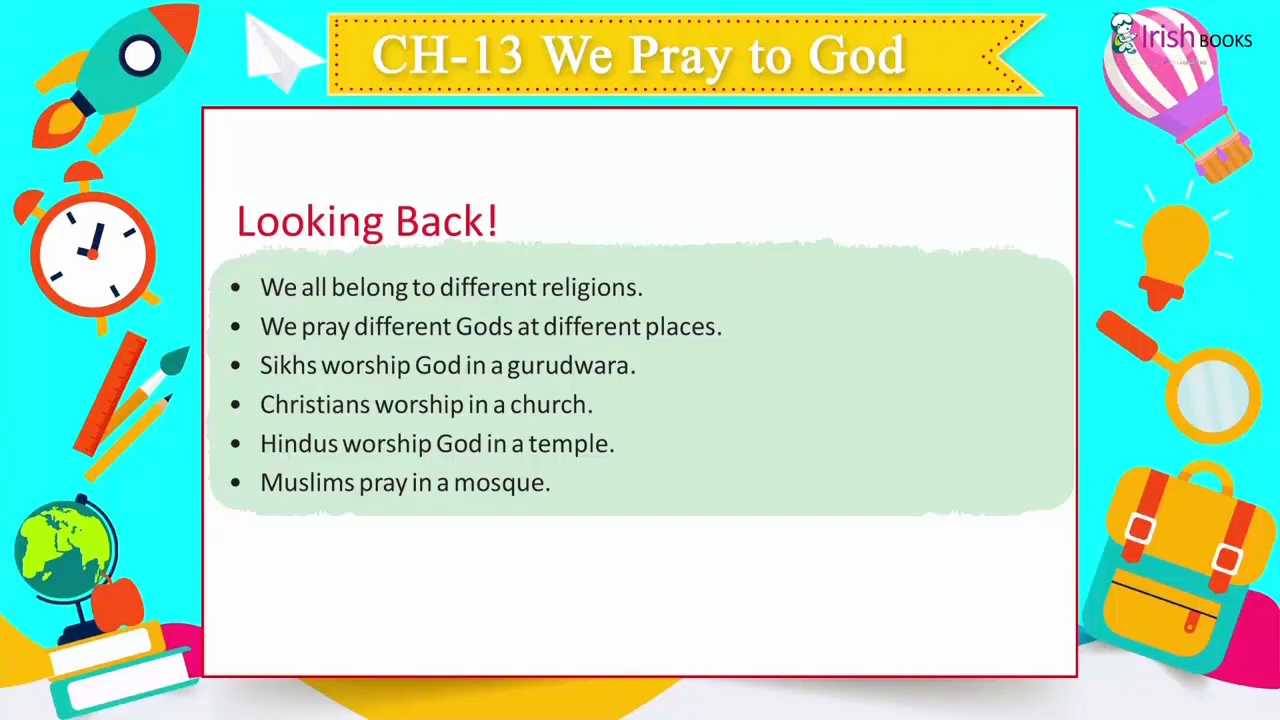 CH-13 We Pray to God
Irish BOOKS
Looking Back!
• We all belong to different religions.
• We pray different Gods at different places.
• Sikhs worship God in a gurudwara.
• Christians worship in a church.
• Hindus worship God in a temple.
• Muslims pray in a mosque.